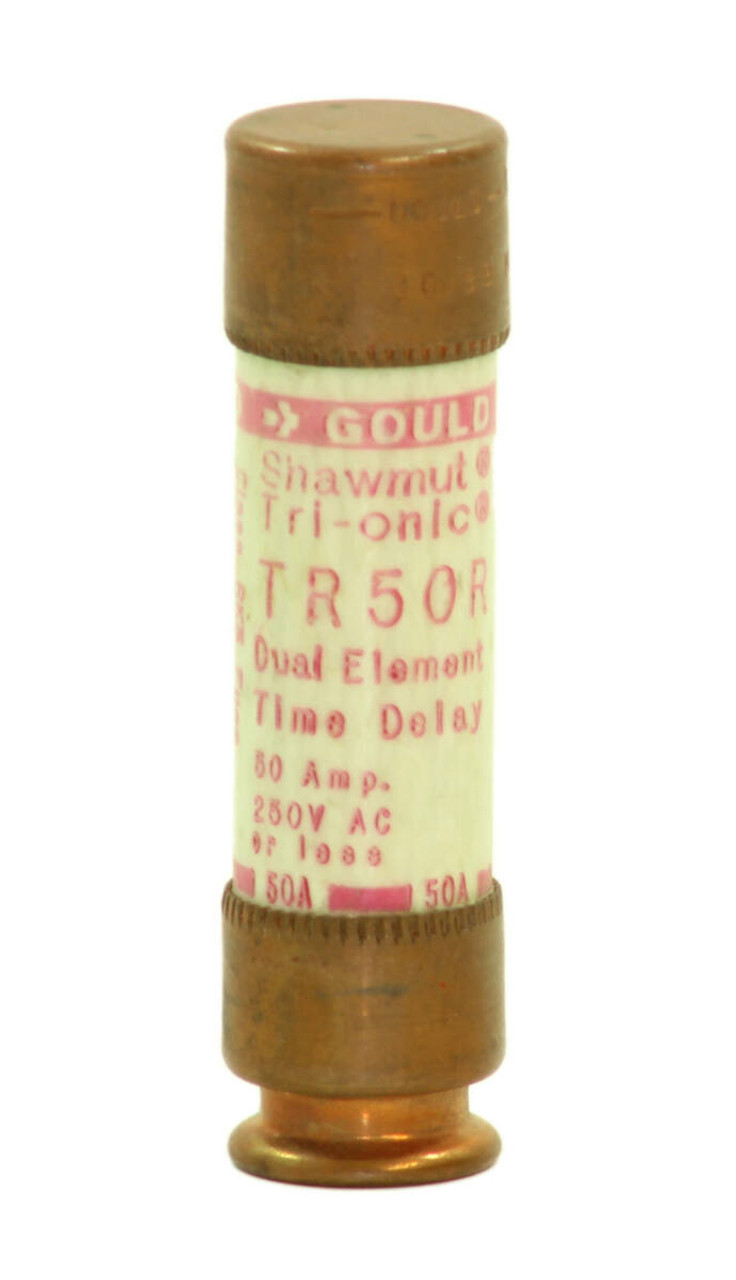 GOULD
Shawmut®
Tri-onic®
TR50R
Dual Element
Time Delay
50 Amp.
250V AC
or less
50A 50A